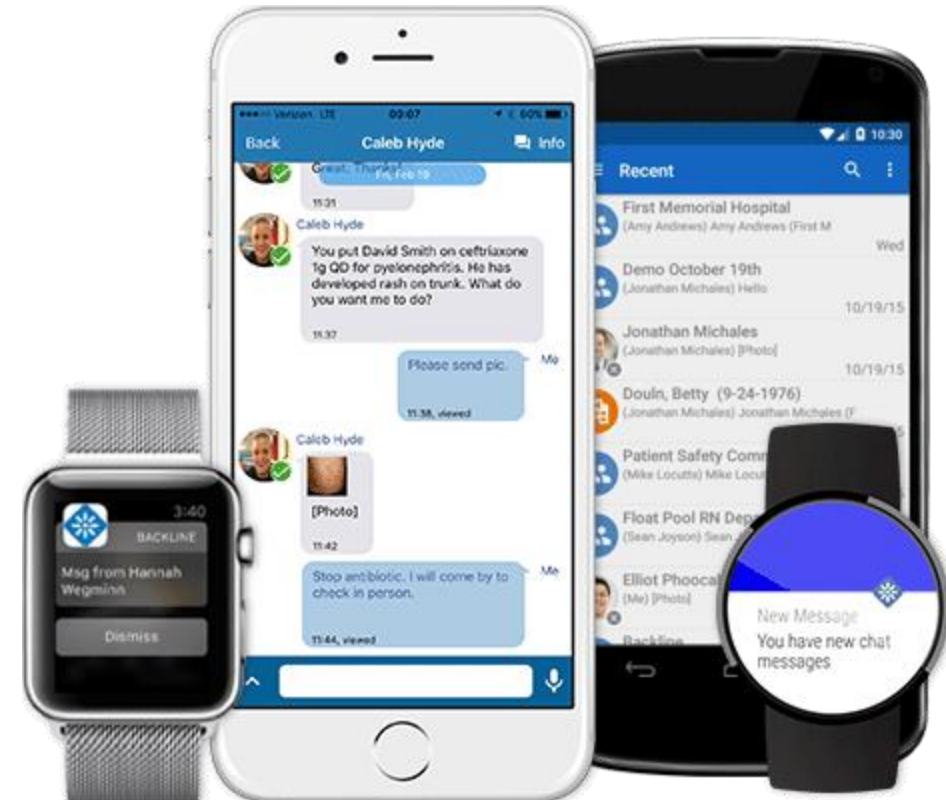 Verizon LTE 00:07 60%
Back Caleb Hyde Info
Great. Thanks!
Fri, Feb 19
11:31
Caleb Hyde
You put David Smith on ceftriaxone
1g QD for pyelonephritis. He has
developed rash on trunk. What do
you want me to do?
11:37
Me
Please send pic.
11:38, viewed
Caleb Hyde
[Photo]
11:42
Me
Stop antibiotic. I will come by to
check in person.
11:44, viewed
10:30
Recent
First Memorial Hospital
(Amy Andrews) Amy Andrews (First M
Wed
Demo October 19th
(Jonathan Michales) Hello
10/19/15
Jonathan Michales
(Jonathan Michales) [Photo]
10/19/15
Douln, Betty (9-24-1976)
(Jonathan Michales) Jonathan Michales (F
5
Patient Safety Com
(Mike Locutts) Mike Locut
Float Pool RN Dep
(Sean Joyson) Sean J
Elliot Phoocal
(Me) [Photo]
Backline
3:40
BACKLINE
Msg from Hannah
Wegminn
Dismiss
New Message
You have new chat
messages